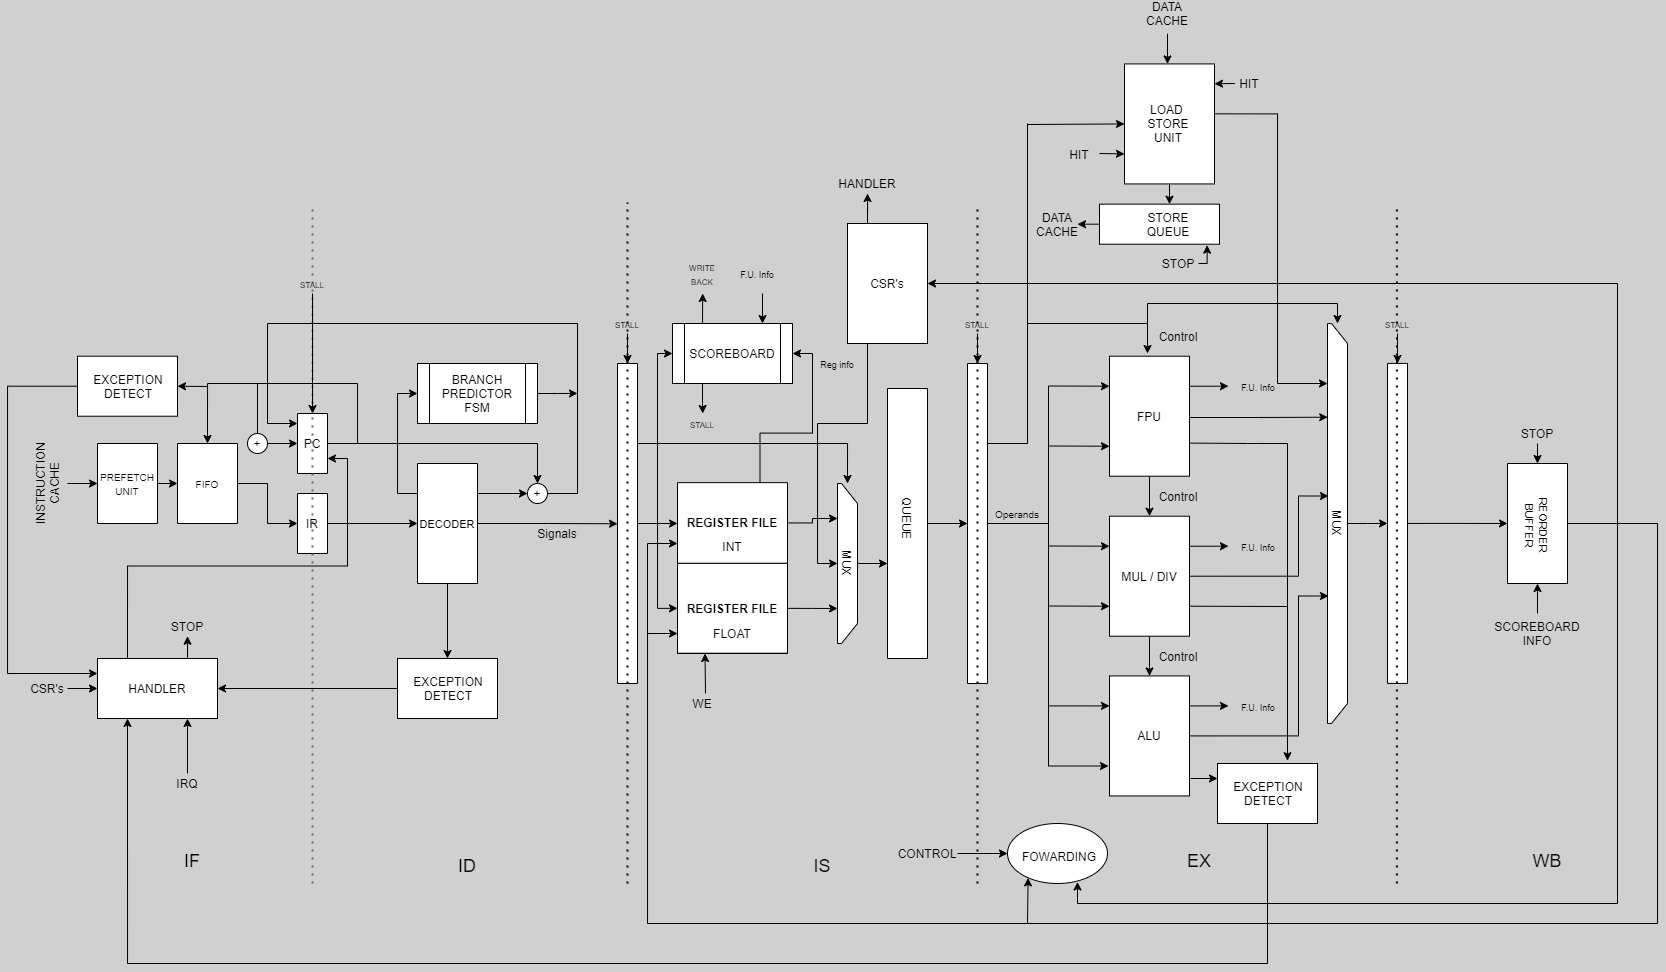 DATA
CACHE
HIT
LOAD
STORE
UNIT
HIT
HANDLER
DATA
CACHE
STORE
QUEUE
STOP
WRITE
BACK
F.U. Info
CSR's
STALL
STALL
STALL
STALL
Control
SCOREBOARD
Reg info
EXCEPTION
DETECT
BRANCH
PREDICTOR
FSM
F.U. Info
FPU
STALL
STOP
+
PC
INSTRUCTION
CACHE
PREFETCH
UNIT
FIFO
+
Control
IR
DECODER
Signals
REGISTER FILE
INT
MUX
QUEUE
Operands
MUX
REORDER
BUFFER
F.U. Info
MUL / DIV
REGISTER FILE
FLOAT
STOP
SCOREBOARD
INFO
Control
CSR's
HANDLER
EXCEPTION
DETECT
WE
F.U. Info
ALU
IRQ
EXCEPTION
DETECT
CONTROL
FOWARDING
IF
ID
IS
EX
WB